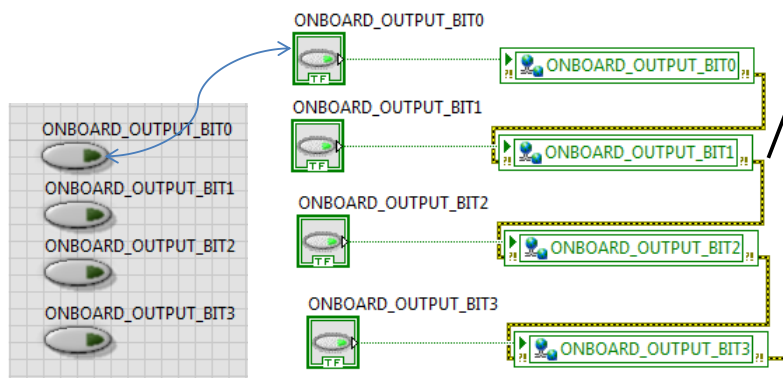 ONBOARD_OUTPUT_BIT0
TF
?! ONBOARD_OUTPUT_BIT0 ?!
ONBOARD_OUTPUT_BIT1
TF
?! ONBOARD_OUTPUT_BIT1 ?!
ONBOARD_OUTPUT_BIT2
TF
?! ONBOARD_OUTPUT_BIT2 ?!
ONBOARD_OUTPUT_BIT3
TF
?! ONBOARD_OUTPUT_BIT3 ?!
ONBOARD_OUTPUT_BIT0
ONBOARD_OUTPUT_BIT1
ONBOARD_OUTPUT_BIT2
ONBOARD_OUTPUT_BIT3